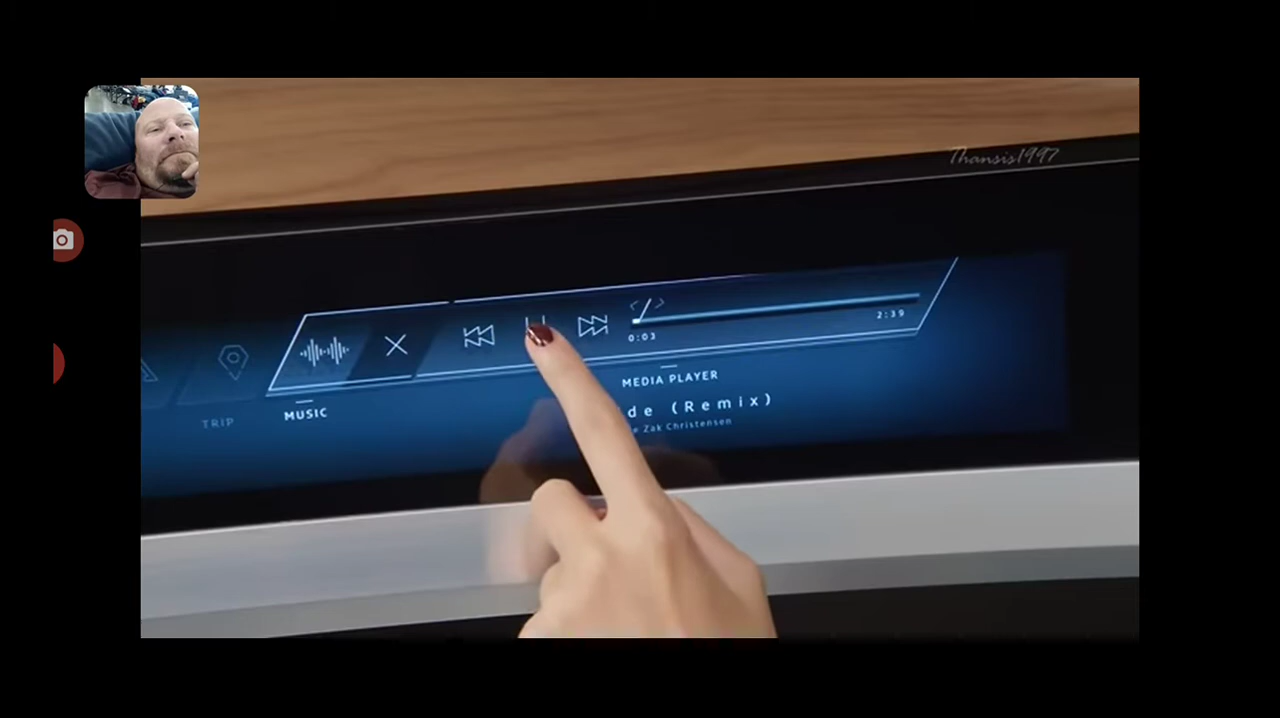 Thansis1997
0:03
2:39
MEDIA PLAYER
TRIP
MUSIC
de (Remix)
e Zak Christensen